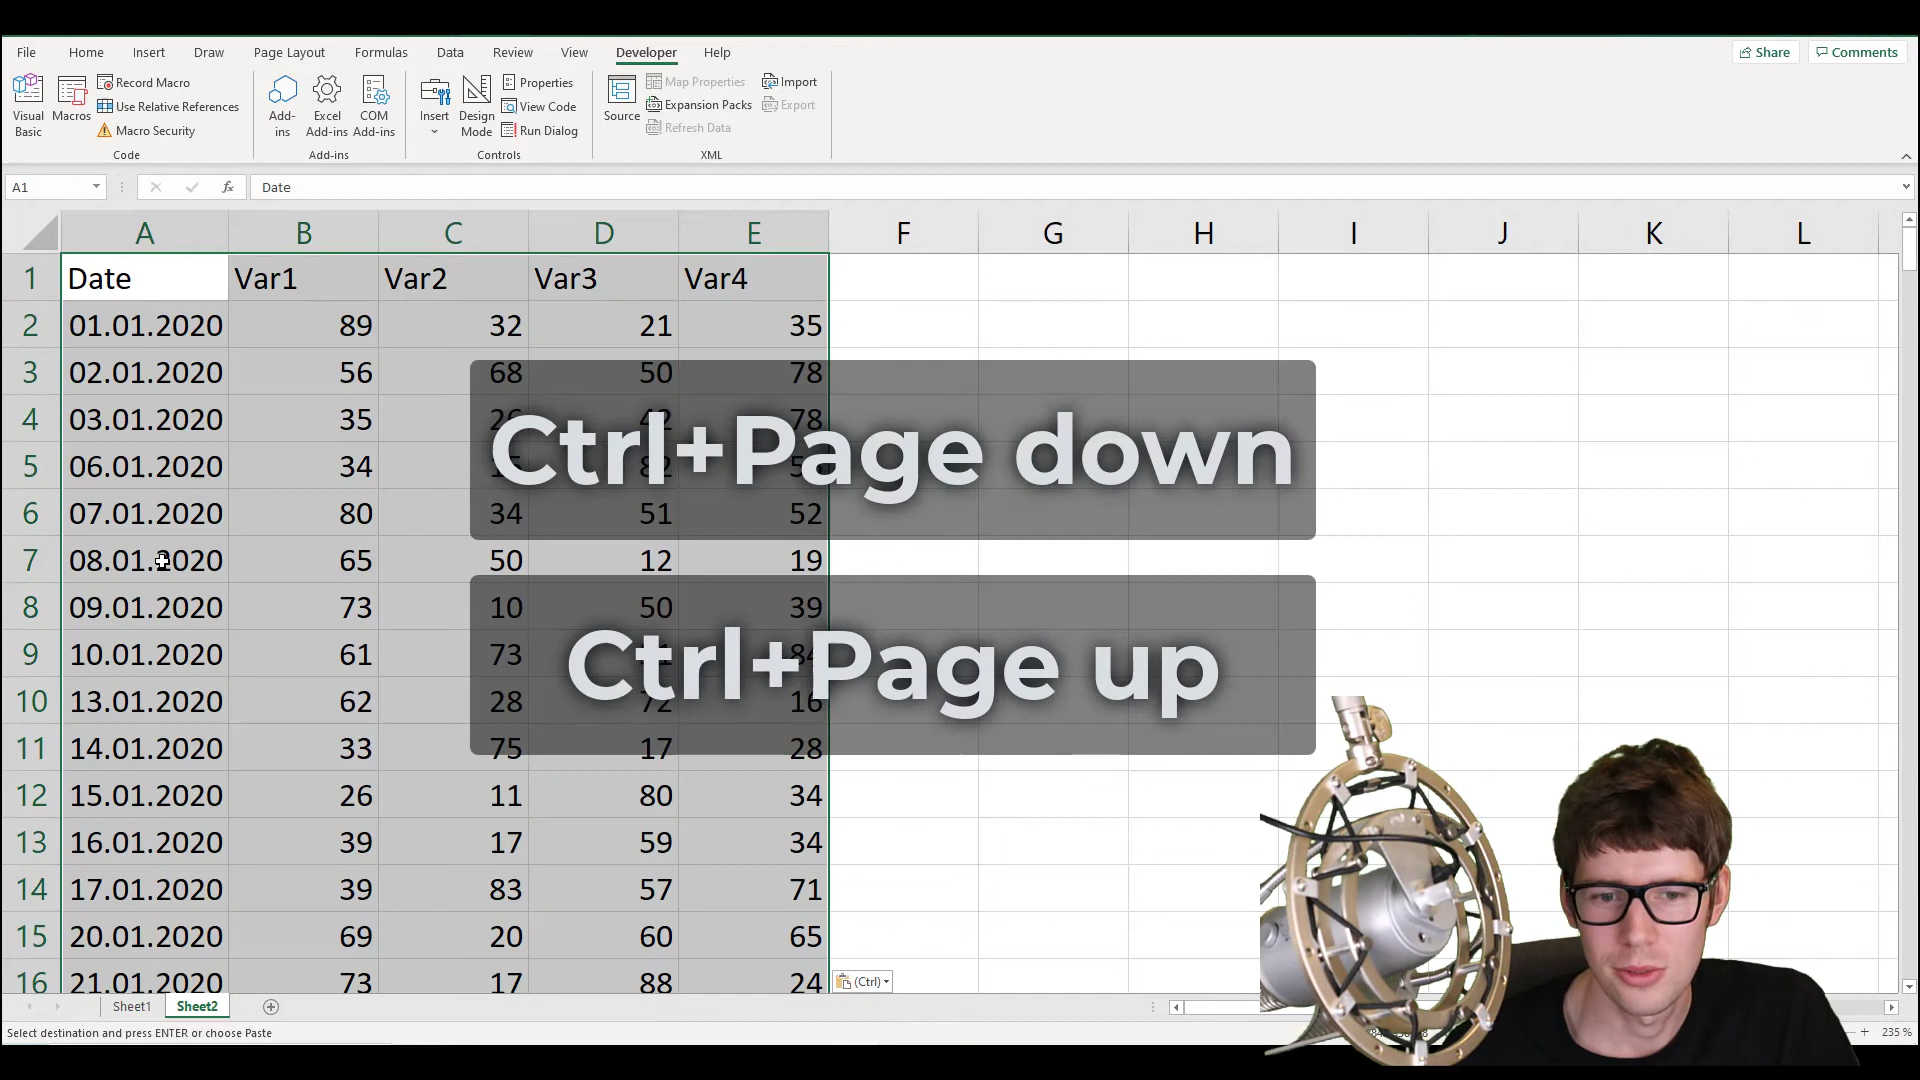 File Home Insert Draw Page Layout Formulas Data Review View Developer Help Share Comments
Visual Basic Macros Record Macro Use Relative References Macro Security Add-ins Excel Add-ins COM Add-ins Insert Design Mode Properties View Code Run Dialog Source Map Properties Expansion Packs Refresh Data Import Export
Code Add-ins Controls XML
A1 fx Date
A B C D E F G H I J K L
1 Date Var1 Var2 Var3 Var4
2 01.01.2020 89 32 21 35
3 02.01.2020 56 68 50 78
4 03.01.2020 35 78
Ctrl+Page down
5 06.01.2020 34
6 07.01.2020 80 34 51 52
7 08.01.2020 65 50 12 19
8 09.01.2020 73 10 50 39
9 10.01.2020 61 73 84
Ctrl+Page up
10 13.01.2020 62 28 72 16
11 14.01.2020 33 75 17 28
12 15.01.2020 26 11 80 34
13 16.01.2020 39 17 59 34
14 17.01.2020 39 83 57 71
15 20.01.2020 69 20 60 65
16 21.01.2020 73 17 88 24
(Ctrl)
Sheet1 Sheet2
Select destination and press ENTER or choose Paste 235 %